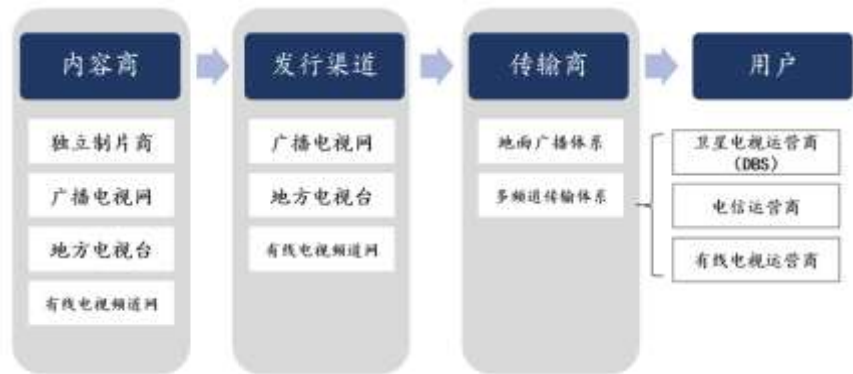 内容商
独立制片商
广播电视网
地方电视台
有线电视频道网
发行渠道
广播电视网
地方电视台
有线电视频道网
传输商
地面广播体系
多频道传输体系
用户
卫星电视运营商
(DBS)
电信运营商
有线电视运营商